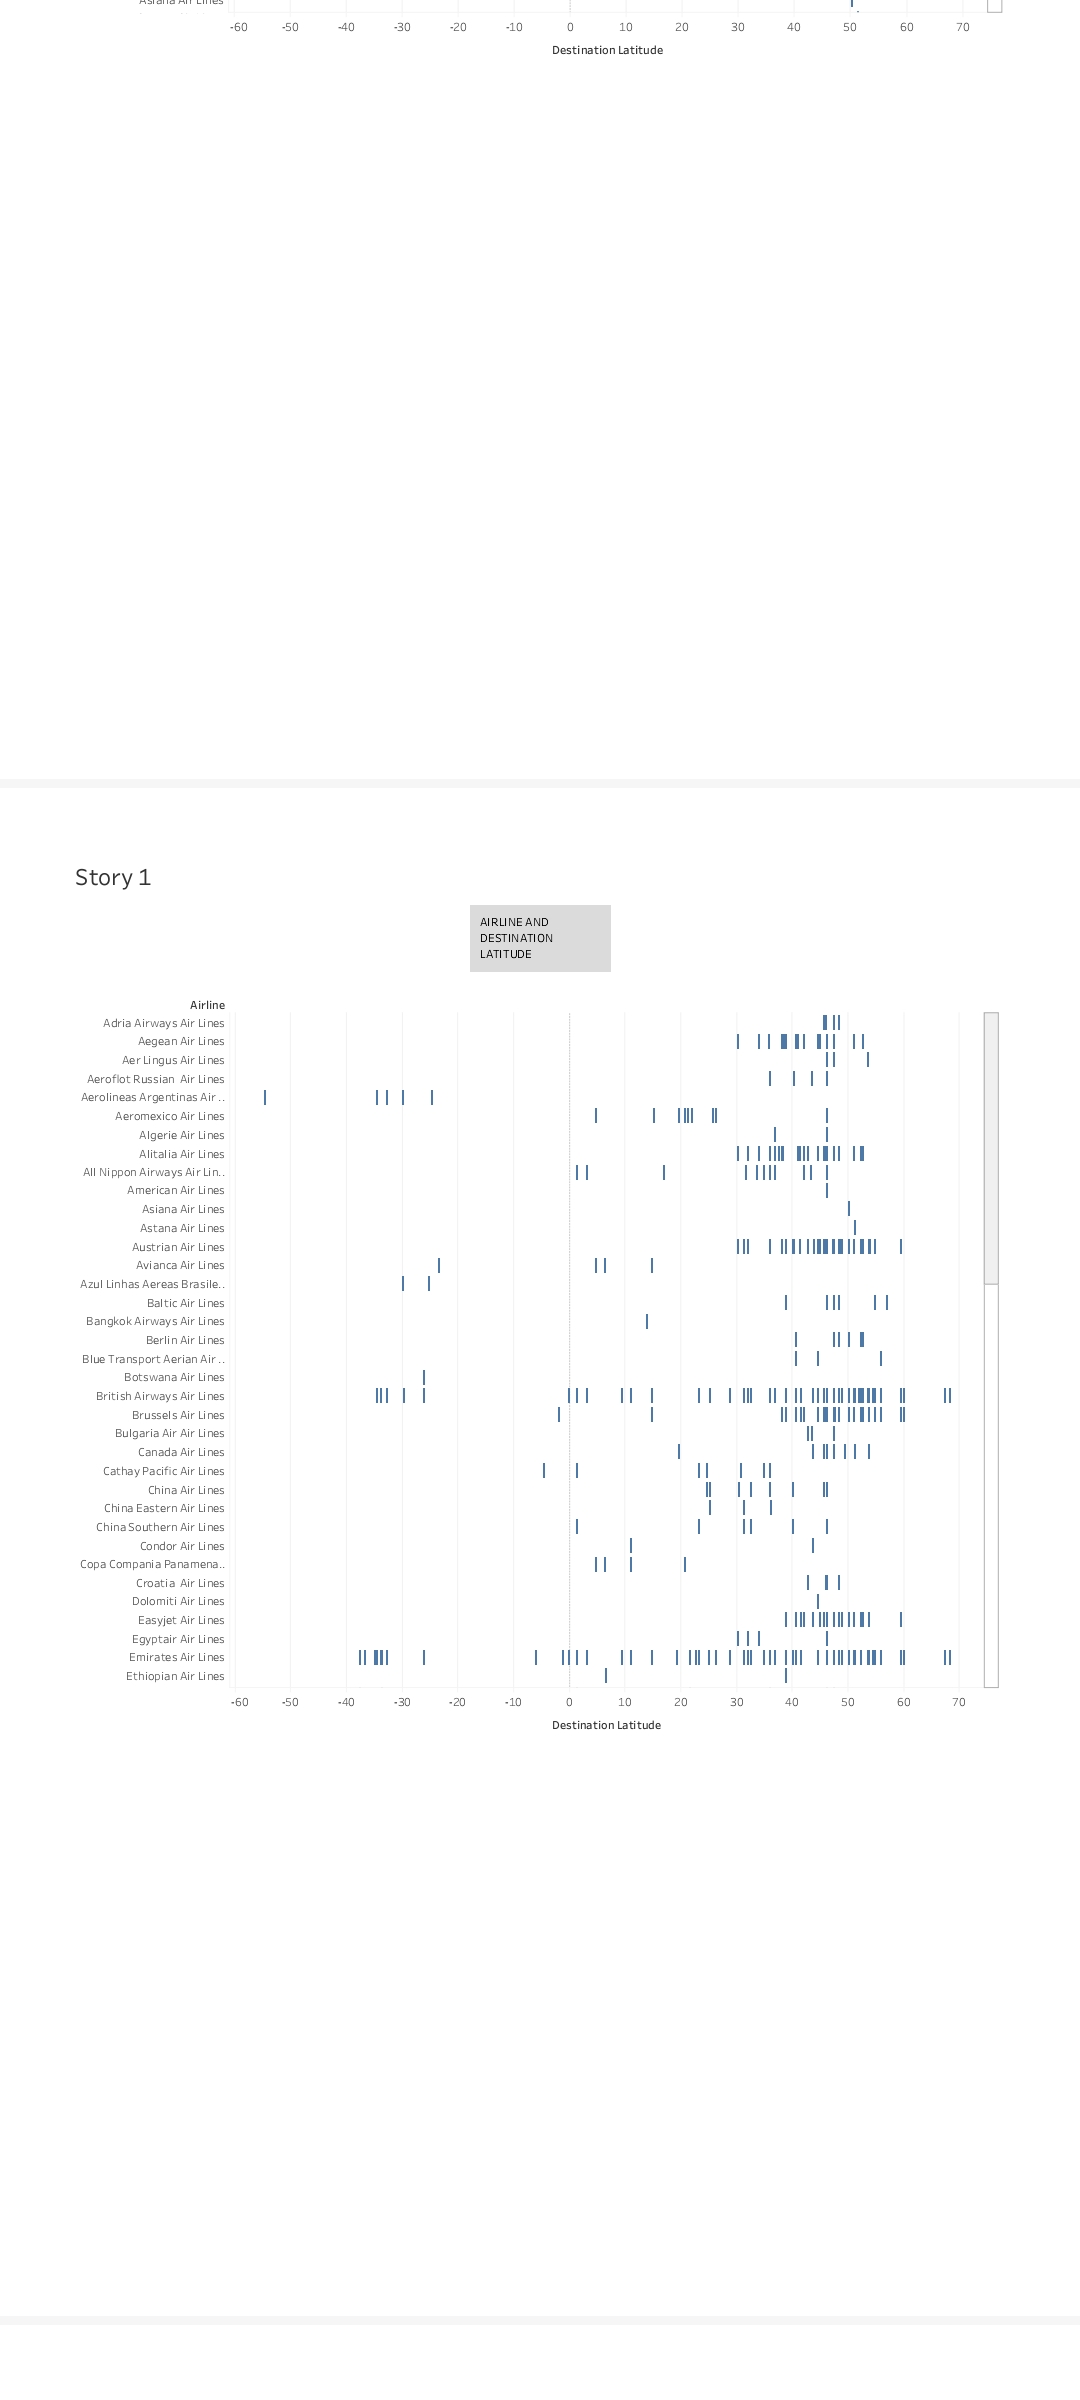 Asiana Air Lines
-60 -50 -40 -30 -20 -10 0 10 20 30 40 50 60 70
Destination Latitude
Story 1
AIRLINE AND
DESTINATION
LATITUDE
Airline
Adria Airways Air Lines
Aegean Air Lines
Aer Lingus Air Lines
Aeroflot Russian Air Lines
Aerolineas Argentinas Air ..
Aeromexico Air Lines
Algerie Air Lines
Alitalia Air Lines
All Nippon Airways Air Lin..
American Air Lines
Asiana Air Lines
Astana Air Lines
Austrian Air Lines
Avianca Air Lines
Azul Linhas Aereas Brasile..
Baltic Air Lines
Bangkok Airways Air Lines
Berlin Air Lines
Blue Transport Aerian Air ..
Botswana Air Lines
British Airways Air Lines
Brussels Air Lines
Bulgaria Air Air Lines
Canada Air Lines
Cathay Pacific Air Lines
China Air Lines
China Eastern Air Lines
China Southern Air Lines
Condor Air Lines
Copa Compania Panamena..
Croatia Air Lines
Dolomiti Air Lines
Easyjet Air Lines
Egyptair Air Lines
Emirates Air Lines
Ethiopian Air Lines
-60 -50 -40 -30 -20 -10 0 10 20 30 40 50 60 70
Destination Latitude